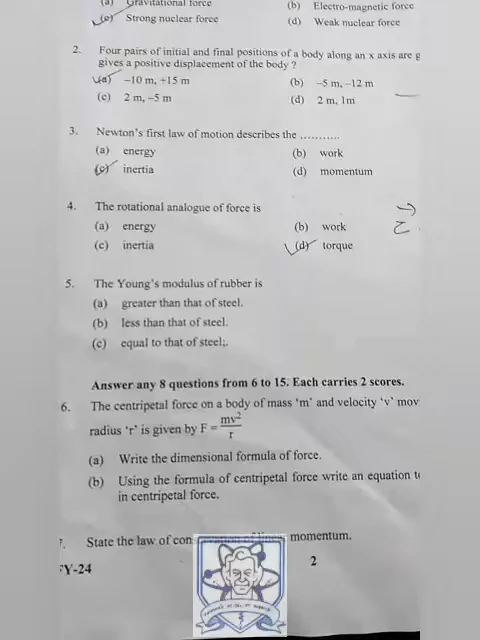 (a) Gravitational force (b) Electro-magnetic force
(c) Strong nuclear force (d) Weak nuclear force
2. Four pairs of initial and final positions of a body along an x axis are g
gives a positive displacement of the body ?
(a) –10 m, +15 m (b) –5 m, –12 m
(c) 2 m, –5 m (d) 2 m, 1m
3. Newton's first law of motion describes the ...........
(a) energy (b) work
(c) inertia (d) momentum
4. The rotational analogue of force is
(a) energy (b) work
(c) inertia (d) torque
5. The Young's modulus of rubber is
(a) greater than that of steel.
(b) less than that of steel.
(c) equal to that of steel;.
Answer any 8 questions from 6 to 15. Each carries 2 scores.
6. The centripetal force on a body of mass 'm' and velocity 'v' mov
radius 'r' is given by F = mv²/r
(a) Write the dimensional formula of force.
(b) Using the formula of centripetal force write an equation to
in centripetal force.
7. State the law of conservation of linear momentum.
FY-24 2